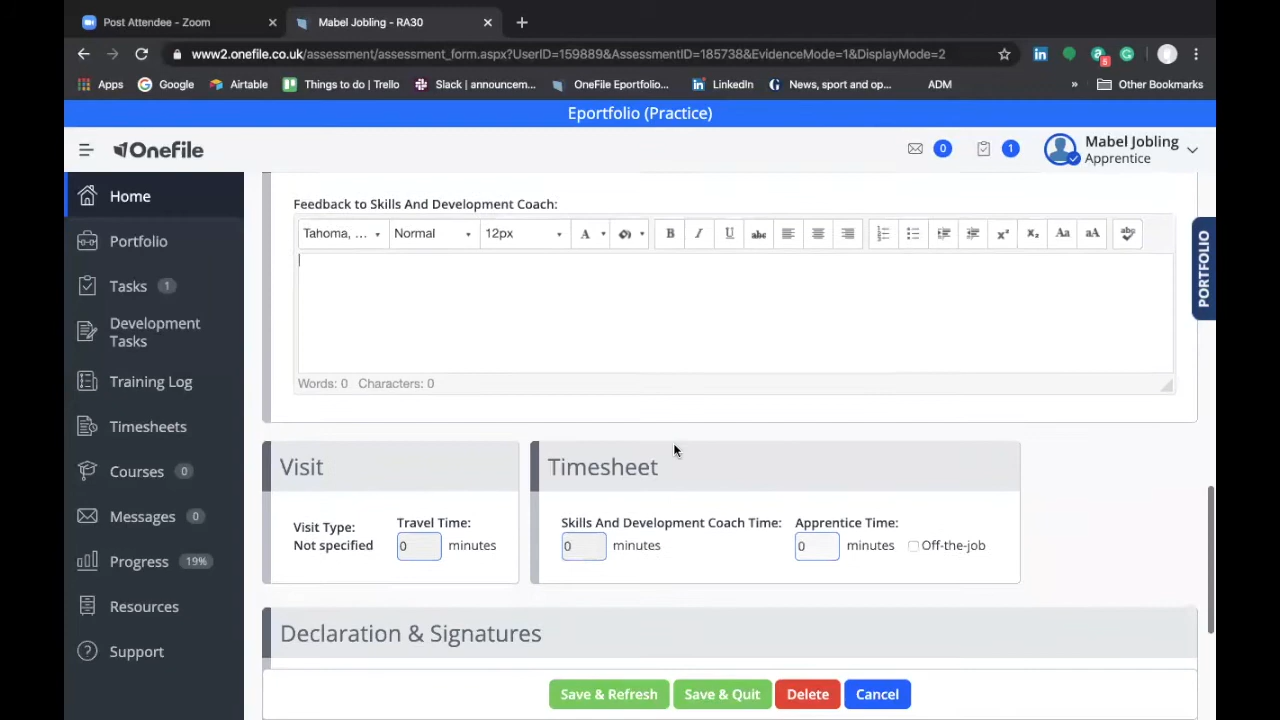 Post Attendee - Zoom
Mabel Jobling - RA30
www2.onefile.co.uk/assessment/assessment_form.aspx?UserID=159889&AssessmentID=185738&EvidenceMode=1&DisplayMode=2
Apps Google Airtable Things to do | Trello Slack | announcem... OneFile Eportfolio... LinkedIn News, sport and op... ADM » Other Bookmarks
Eportfolio (Practice)
Onefile
0
1
Mabel Jobling
Apprentice
Home
Portfolio
Tasks 1
Development
Tasks
Training Log
Timesheets
Courses 0
Messages 0
Progress 19%
Resources
Support
Feedback to Skills And Development Coach:
Tahoma, ... Normal 12px
Words: 0 Characters: 0
PORTFOLIO
Visit
Visit Type:
Not specified
Travel Time:
0 minutes
Timesheet
Skills And Development Coach Time:
0 minutes
Apprentice Time:
0 minutes Off-the-job
Declaration & Signatures
Save & Refresh Save & Quit Delete Cancel